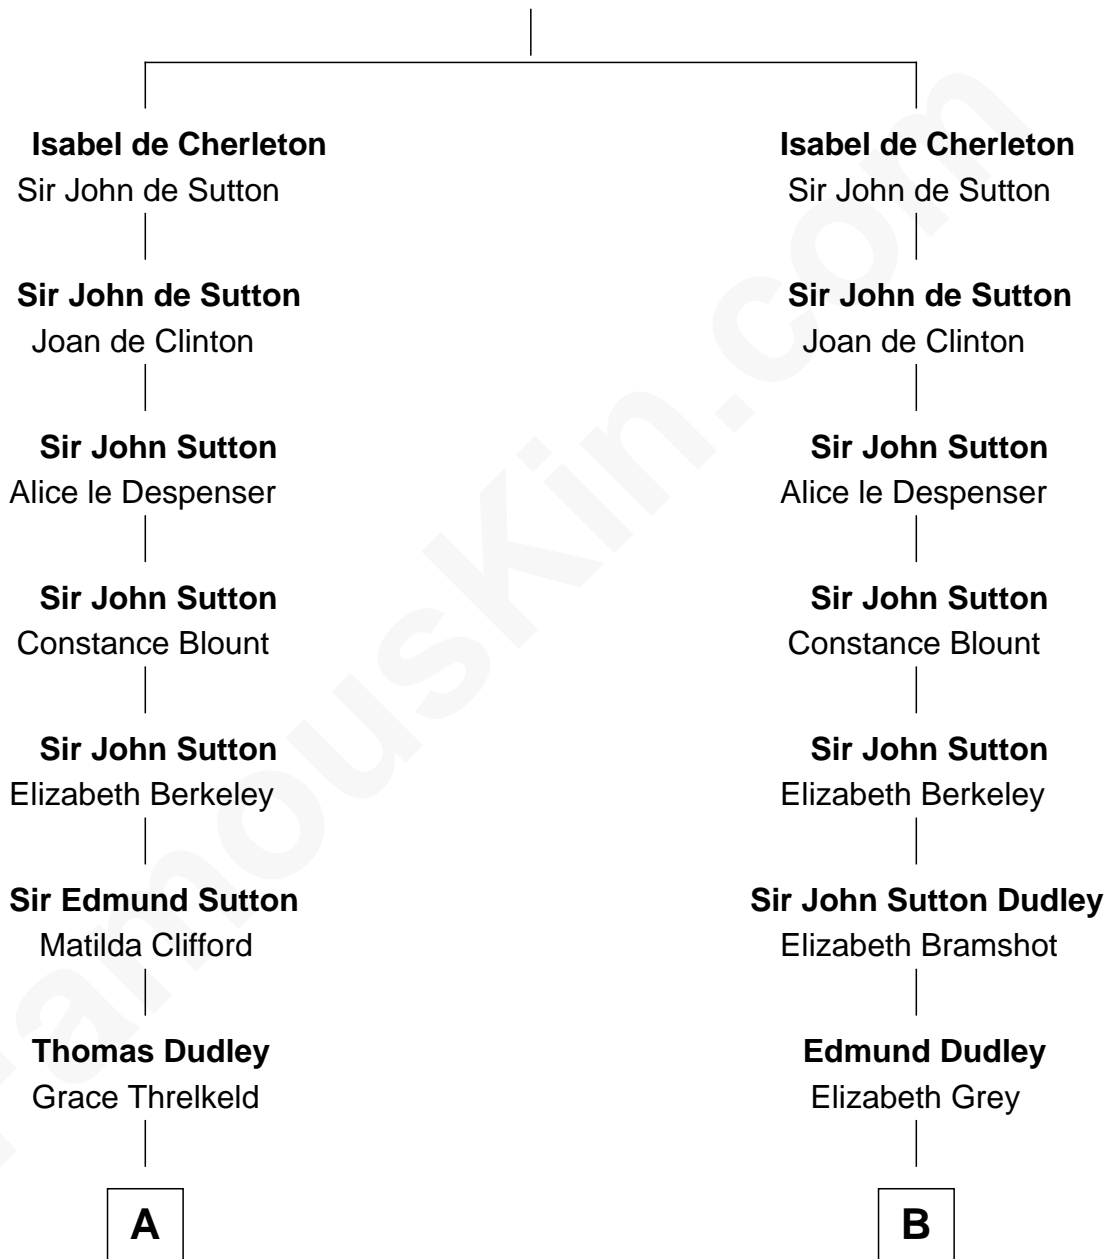 Isabel de Cherleton
Sir John de Sutton
Sir John de Sutton
Joan de Clinton
Sir John Sutton
Alice le Despenser
Sir John Sutton
Constance Blount
Sir John Sutton
Elizabeth Berkeley
Sir Edmund Sutton
Matilda Clifford
Thomas Dudley
Grace Threlkeld
A
Isabel de Cherleton
Sir John de Sutton
Sir John de Sutton
Joan de Clinton
Sir John Sutton
Alice le Despenser
Sir John Sutton
Constance Blount
Sir John Sutton
Elizabeth Berkeley
Sir John Sutton Dudley
Elizabeth Bramshot
Edmund Dudley
Elizabeth Grey
B
FamousKin.com